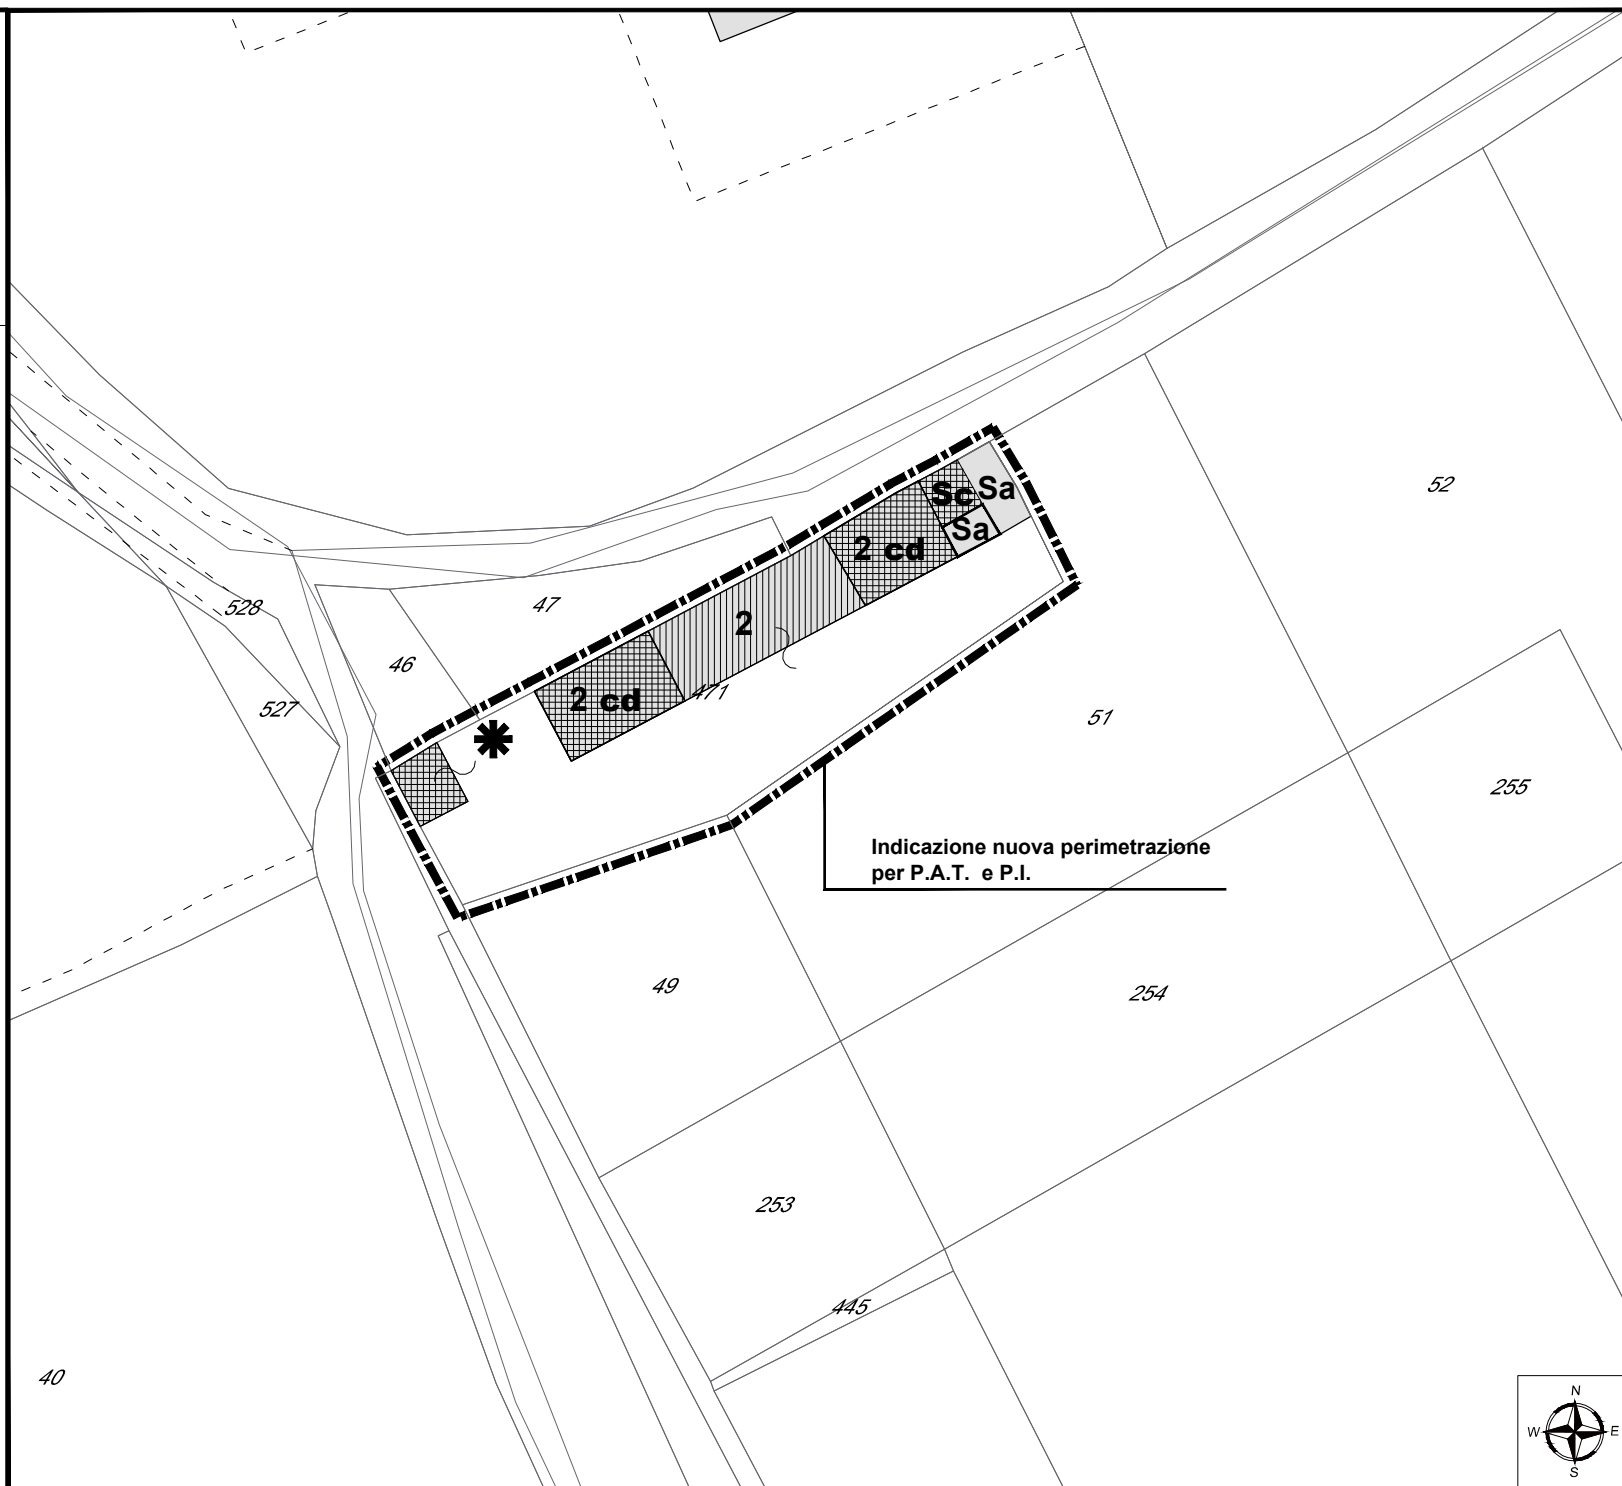 52
Sc
Sa
Sa
2 cd
47
528
2
46
2 cd
471
527
51
255
Indicazione nuova perimetrazione
per P.A.T. e P.I.
49
254
253
445
40
N
W
E
S